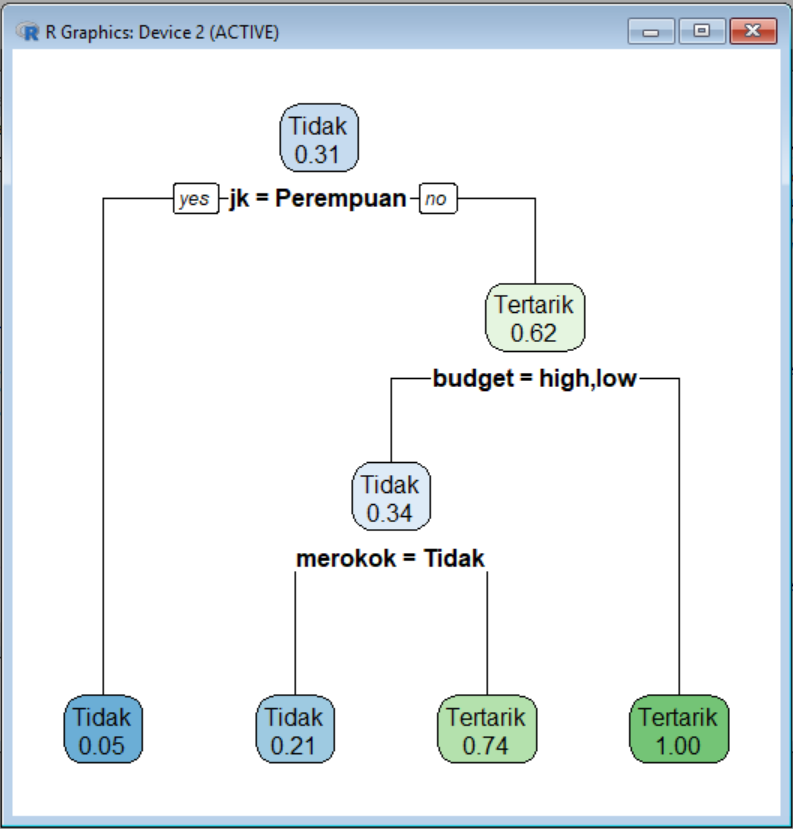 R Graphics: Device 2 (ACTIVE)
Tidak
0.31
yes jk = Perempuan no
Tertarik
0.62
budget = high,low
Tidak
0.34
merokok = Tidak
Tidak
0.05
Tidak
0.21
Tertarik
0.74
Tertarik
1.00